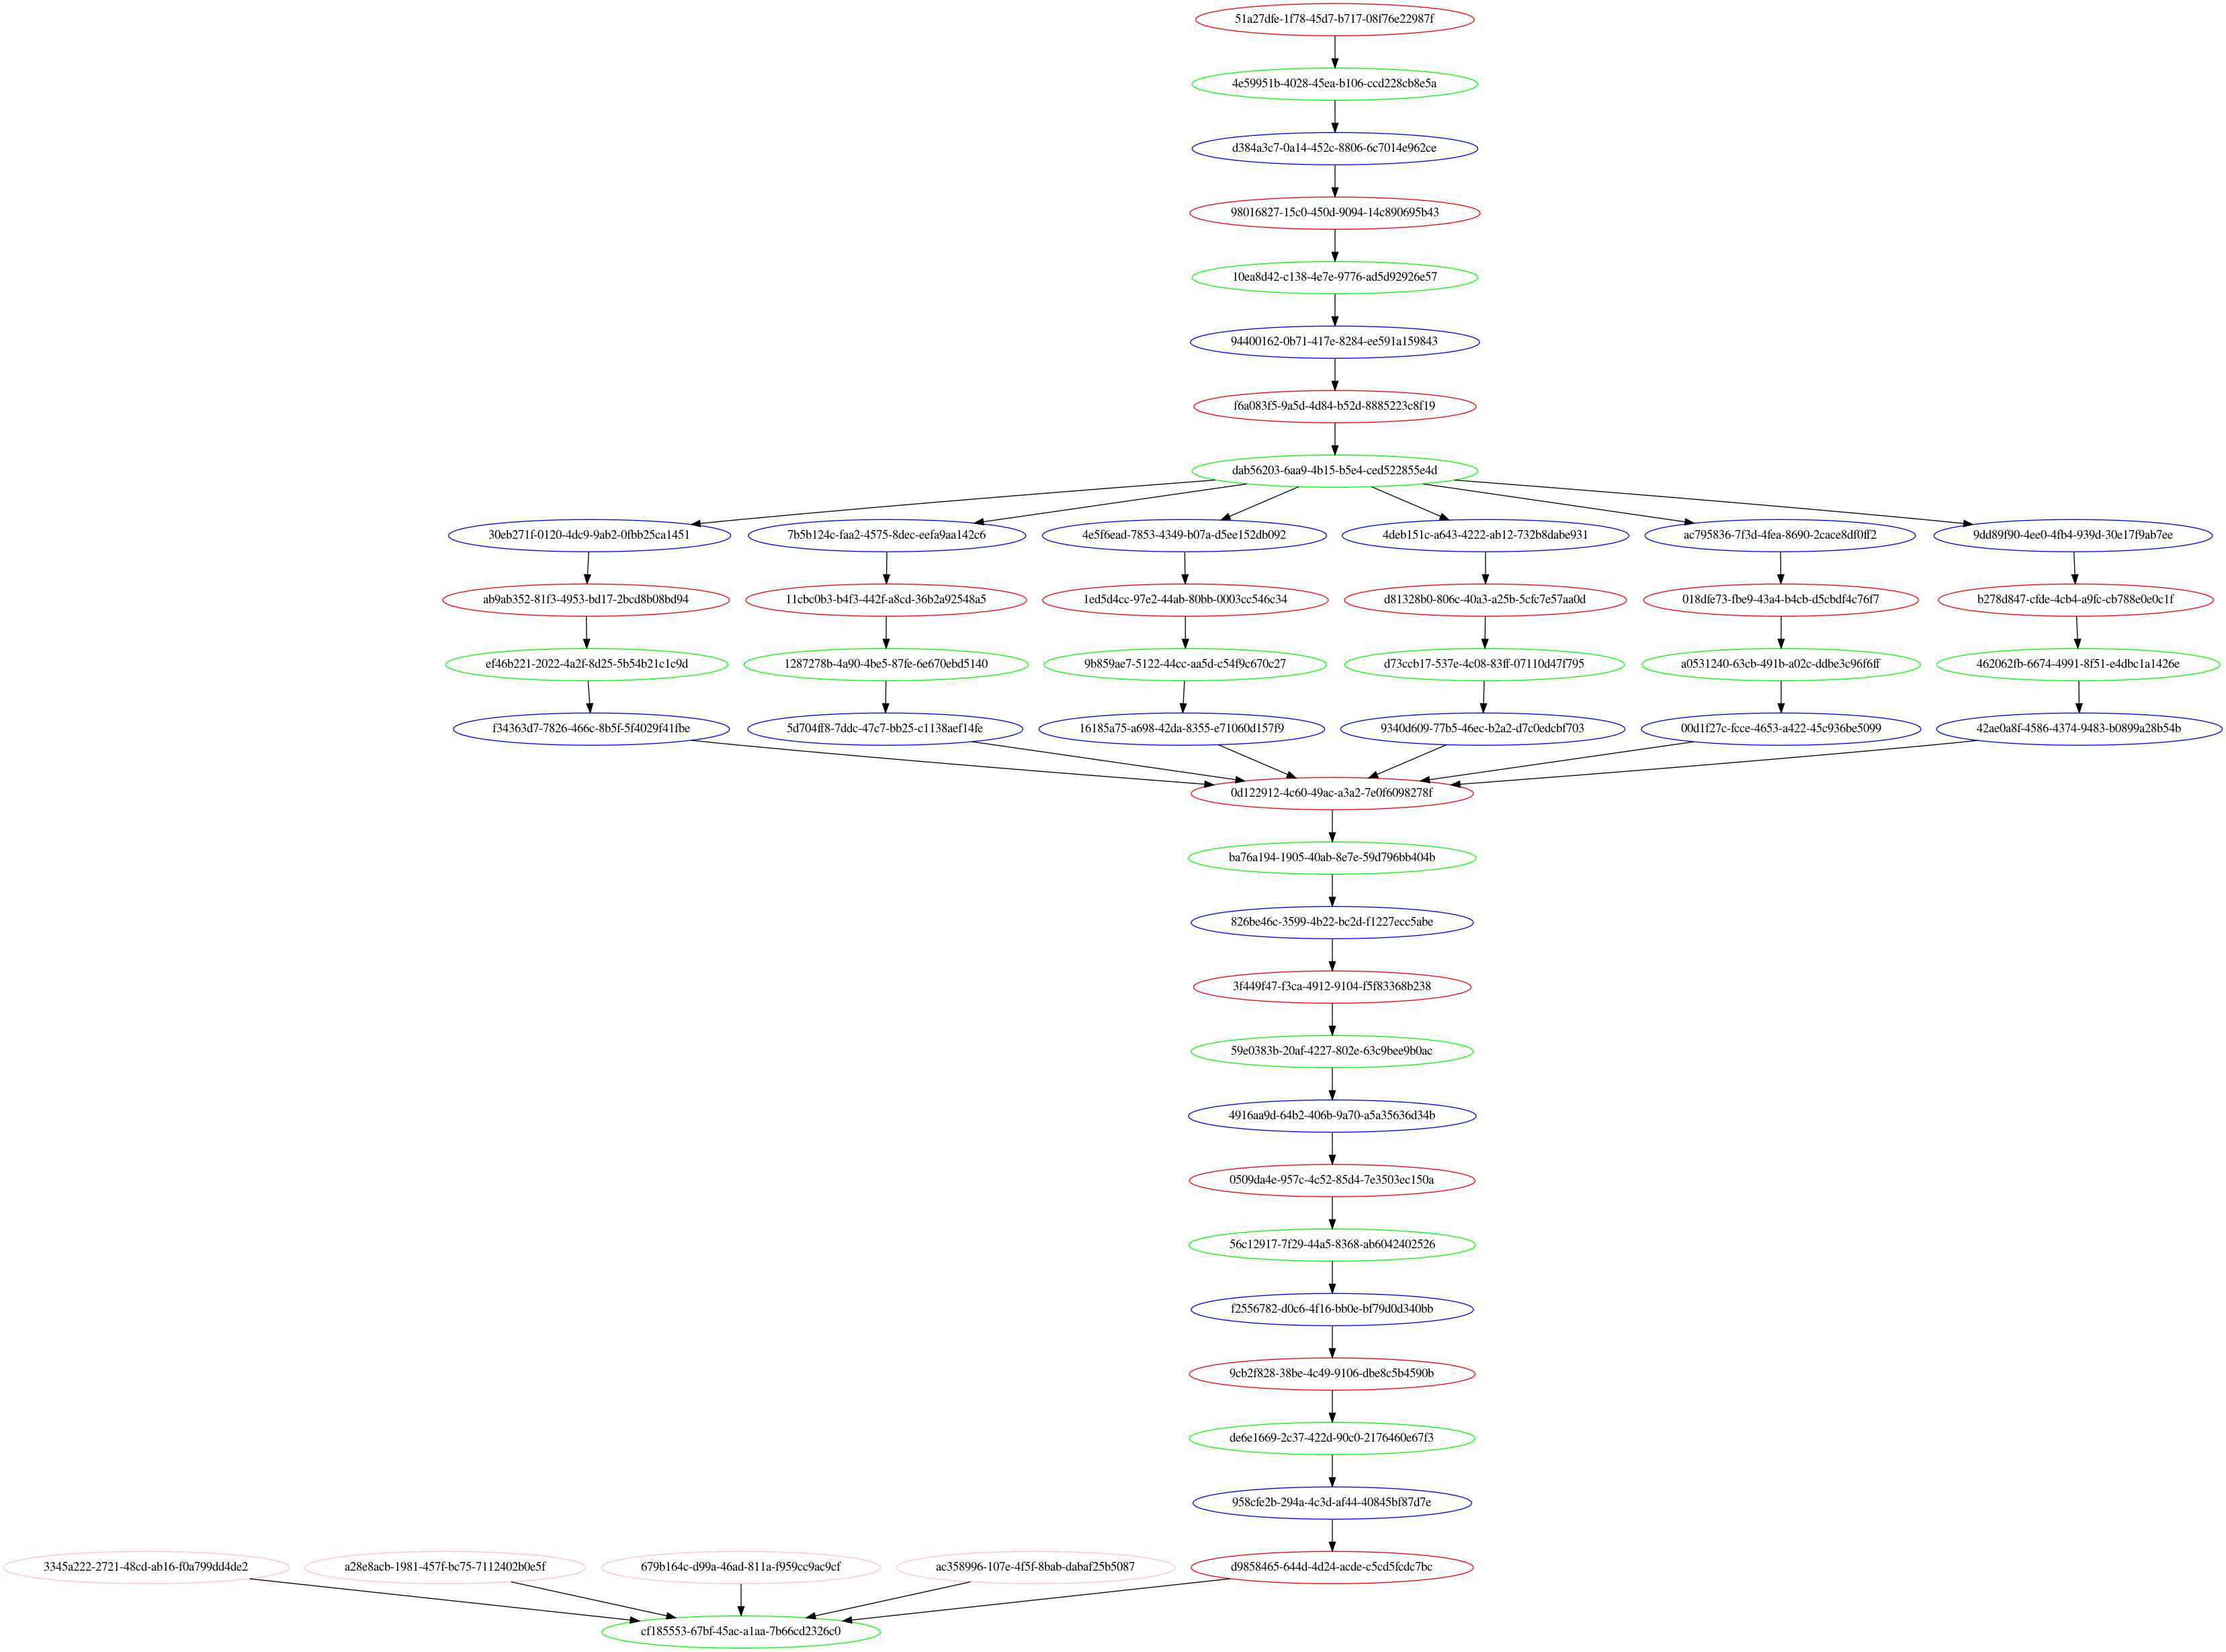 51a27dfe-1f78-45d7-b717-08f76e22987f
4e59951b-4028-45ea-b106-ccd228cb8e5a
d384a3c7-0a14-452c-8806-6c7014e962ce
98016827-15c0-450d-9094-14c890695b43
10ea8d42-c138-4e7e-9776-ad5d92926e57
94400162-0b71-417e-8284-ee591a159843
f6a083f5-9a5d-4d84-b52d-8885223c8f19
dab56203-6aa9-4b15-b5e4-ced522855e4d
30eb271f-0120-4dc9-9ab2-0fbb25ca1451
7b5b124c-faa2-4575-8dec-eefa9aa142c6
4e5f6ead-7853-4349-b07a-d5ee152db092
4deb151c-a643-4222-ab12-732b8dabe931
ac795836-7f3d-4fea-8690-2cace8df0ff2
9dd89f90-4ee0-4fb4-939d-30e17f9ab7ee
ab9ab352-81f3-4953-bd17-2bcd8b08bd94
11cbc0b3-b4f3-442f-a8cd-36b2a92548a5
1ed5d4cc-97e2-44ab-80bb-0003cc546c34
d81328b0-806c-40a3-a25b-5cfc7e57aa0d
018dfe73-fbe9-43a4-b4cb-d5cbdf4c76f7
b278d847-cfde-4cb4-a9fc-cb788e0e0c1f
ef46b221-2022-4a2f-8d25-5b54b21c1c9d
1287278b-4a90-4be5-87fe-6e670ebd5140
9b859ae7-5122-44cc-aa5d-c54f9c670c27
d73ccb17-537e-4c08-83ff-07110d47f795
a0531240-63cb-491b-a02c-ddbe3c96f6ff
462062fb-6674-4991-8f51-e4dbc1a1426e
f34363d7-7826-466c-8b5f-5f4029f41fbe
5d704ff8-7ddc-47c7-bb25-c1138aef14fe
16185a75-a698-42da-8355-e71060d157f9
9340d609-77b5-46ec-b2a2-d7c0edcbf703
00d1f27c-fcce-4653-a422-45c936be5099
42ae0a8f-4586-4374-9483-b0899a28b54b
0d122912-4c60-49ac-a3a2-7e0f6098278f
ba76a194-1905-40ab-8e7e-59d796bb404b
826be46c-3599-4b22-bc2d-f1227ecc5abe
3f449f47-f3ca-4912-9104-f5f83368b238
59e0383b-20af-4227-802e-63c9bee9b0ac
4916aa9d-64b2-406b-9a70-a5a35636d34b
0509da4e-957c-4c52-85d4-7e3503ec150a
56c12917-7f29-44a5-8368-ab6042402526
f2556782-d0c6-4f16-bb0e-bf79d0d340bb
9cb2f828-38be-4c49-9106-dbe8c5b4590b
de6e1669-2c37-422d-90c0-2176460e67f3
958cfe2b-294a-4c3d-af44-40845bf87d7e
3345a222-2721-48cd-ab16-f0a799dd4de2
a28e8acb-1981-457f-bc75-7112402b0e5f
679b164c-d99a-46ad-811a-f959cc9ac9cf
ac358996-107e-4f5f-8bab-dabaf25b5087
d9858465-644d-4d24-acde-c5cd5fcdc7bc
cf185553-67bf-45ac-a1aa-7b66cd2326c0